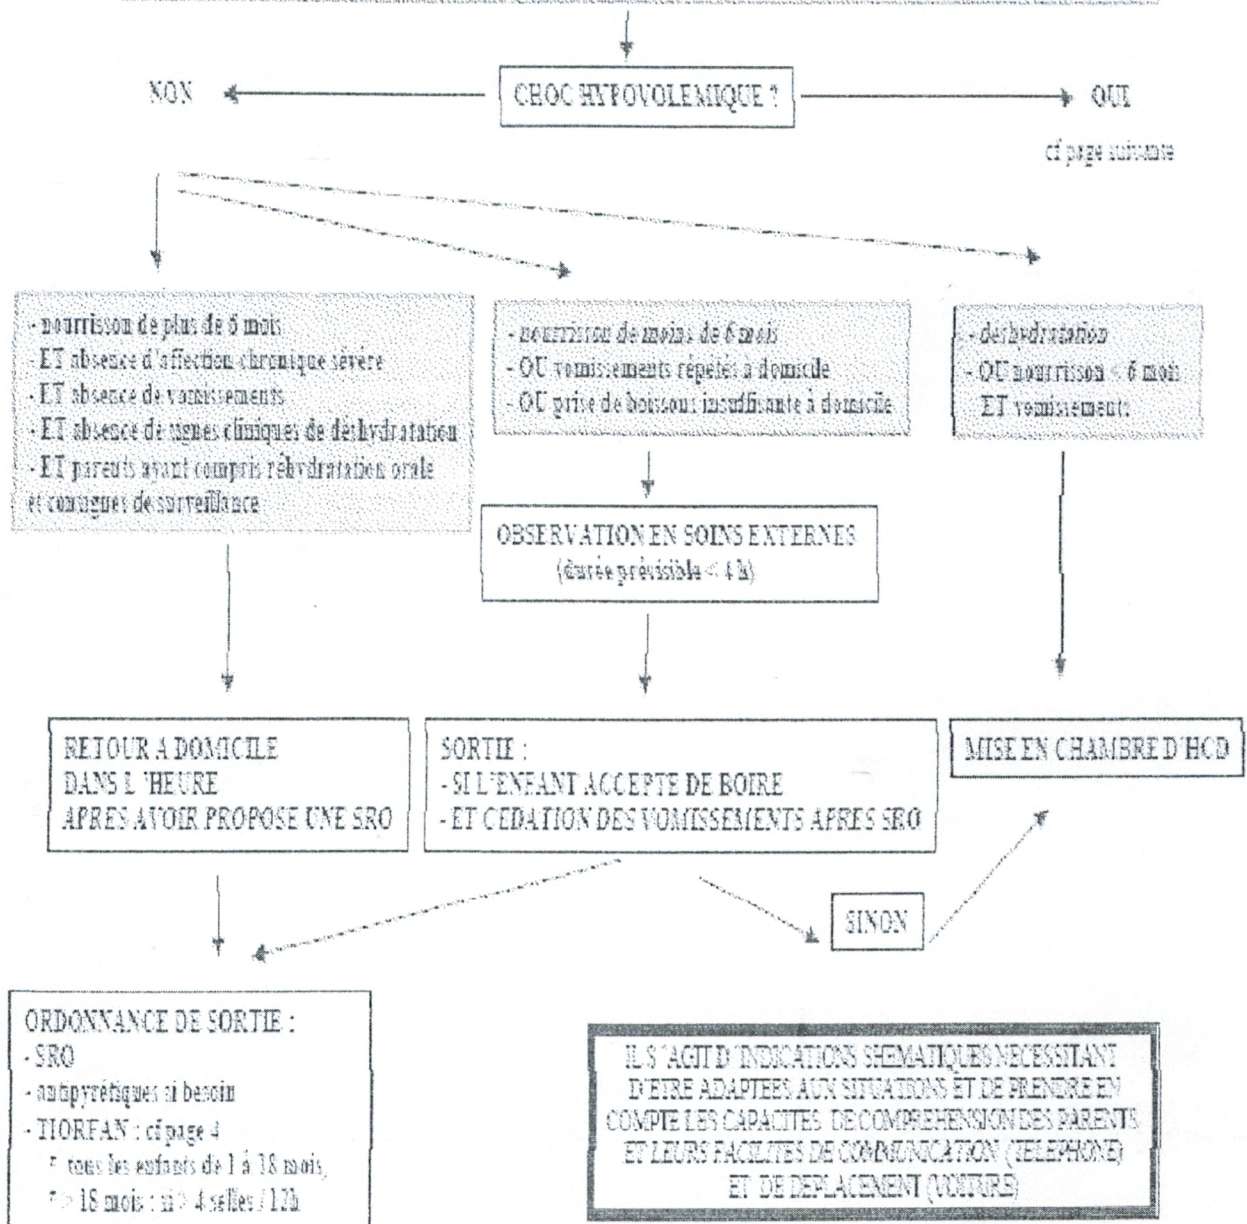 NON
CHOC HYPOVOLEMIQUE ?
OUI
cf page suivante
- nourrisson de plus de 6 mois
- ET absence d'affection chronique sévère
- ET absence de vomissements
- ET absence de signes cliniques de déshydratation
- ET parents ayant compris réhydratation orale
et consignes de surveillance
- nourrisson de moins de 6 mois
- OU vomissements répétés à domicile
- OU prise de boissons insuffisante à domicile
- deshydratation
- OU nourrisson < 6 mois
ET vomissements
OBSERVATION EN SOINS EXTERNES
(durée prévisible < 4 h)
RETOUR A DOMICILE
DANS L'HEURE
APRES AVOIR PROPOSE UNE SRO
SORTIE :
- SI L'ENFANT ACCEPTE DE BOIRE
- ET CEDATION DES VOMISSEMENTS APRES SRO
MISE EN CHAMBRE D'HCD
SINON
ORDONNANCE DE SORTIE :
- SRO
- antipyrétiques si besoin
- TIORFAN : cf page 4
* tous les enfants de 1 à 18 mois,
* > 18 mois : si > 4 selles / 12h
IL S'AGIT D'INDICATIONS SHEMATIQUES NECESSITANT
D'ETRE ADAPTEES AUX SITUATIONS ET DE PRENDRE EN
COMPTE LES CAPACITES DE COMPREHENSION DES PARENTS
ET LEURS FACILITES DE COMMUNICATION (TELEPHONE)
ET DE DEPLACEMENT (VOITURE)